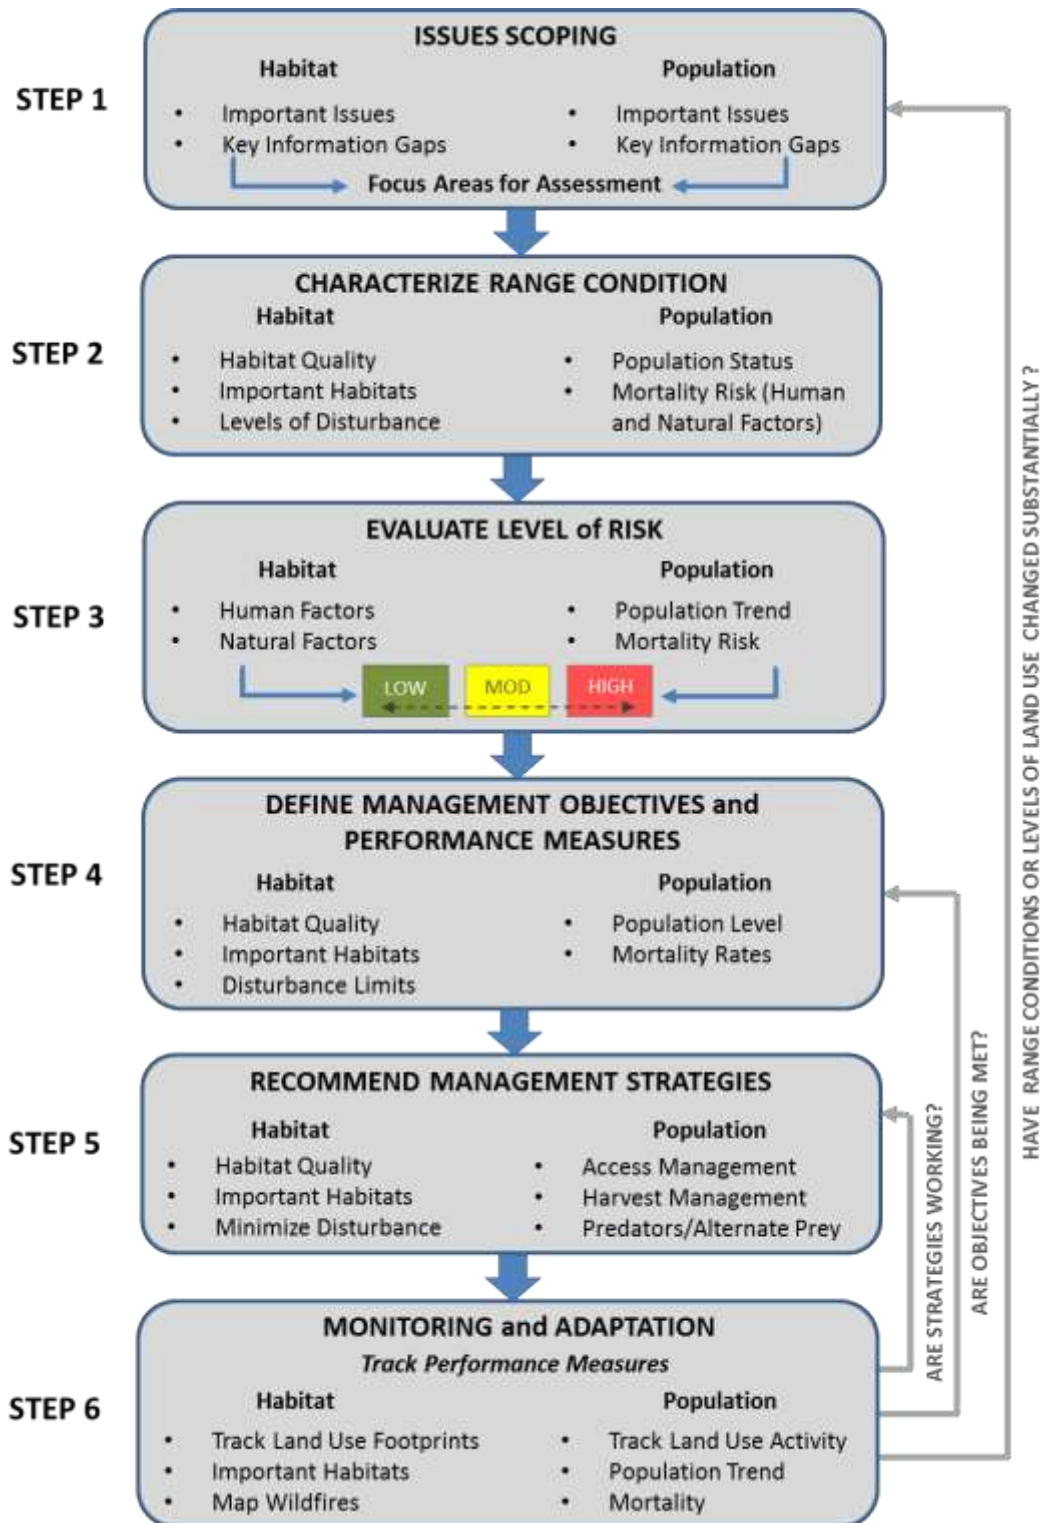 STEP 1
ISSUES SCOPING
Habitat
• Important Issues
• Key Information Gaps
Population
• Important Issues
• Key Information Gaps
Focus Areas for Assessment
STEP 2
CHARACTERIZE RANGE CONDITION
Habitat
• Habitat Quality
• Important Habitats
• Levels of Disturbance
Population
• Population Status
• Mortality Risk (Human
and Natural Factors)
STEP 3
EVALUATE LEVEL of RISK
Habitat
• Human Factors
• Natural Factors
Population
• Population Trend
• Mortality Risk
LOW
MOD
HIGH
STEP 4
DEFINE MANAGEMENT OBJECTIVES and
PERFORMANCE MEASURES
Habitat
• Habitat Quality
• Important Habitats
• Disturbance Limits
Population
• Population Level
• Mortality Rates
STEP 5
RECOMMEND MANAGEMENT STRATEGIES
Habitat
• Habitat Quality
• Important Habitats
• Minimize Disturbance
Population
• Access Management
• Harvest Management
• Predators/Alternate Prey
STEP 6
MONITORING and ADAPTATION
Track Performance Measures
Habitat
• Track Land Use Footprints
• Important Habitats
• Map Wildfires
Population
• Track Land Use Activity
• Population Trend
• Mortality
ARE STRATEGIES WORKING?
ARE OBJECTIVES BEING MET?
HAVE RANGE CONDITIONS OR LEVELS OF LAND USE CHANGED SUBSTANTIALLY?